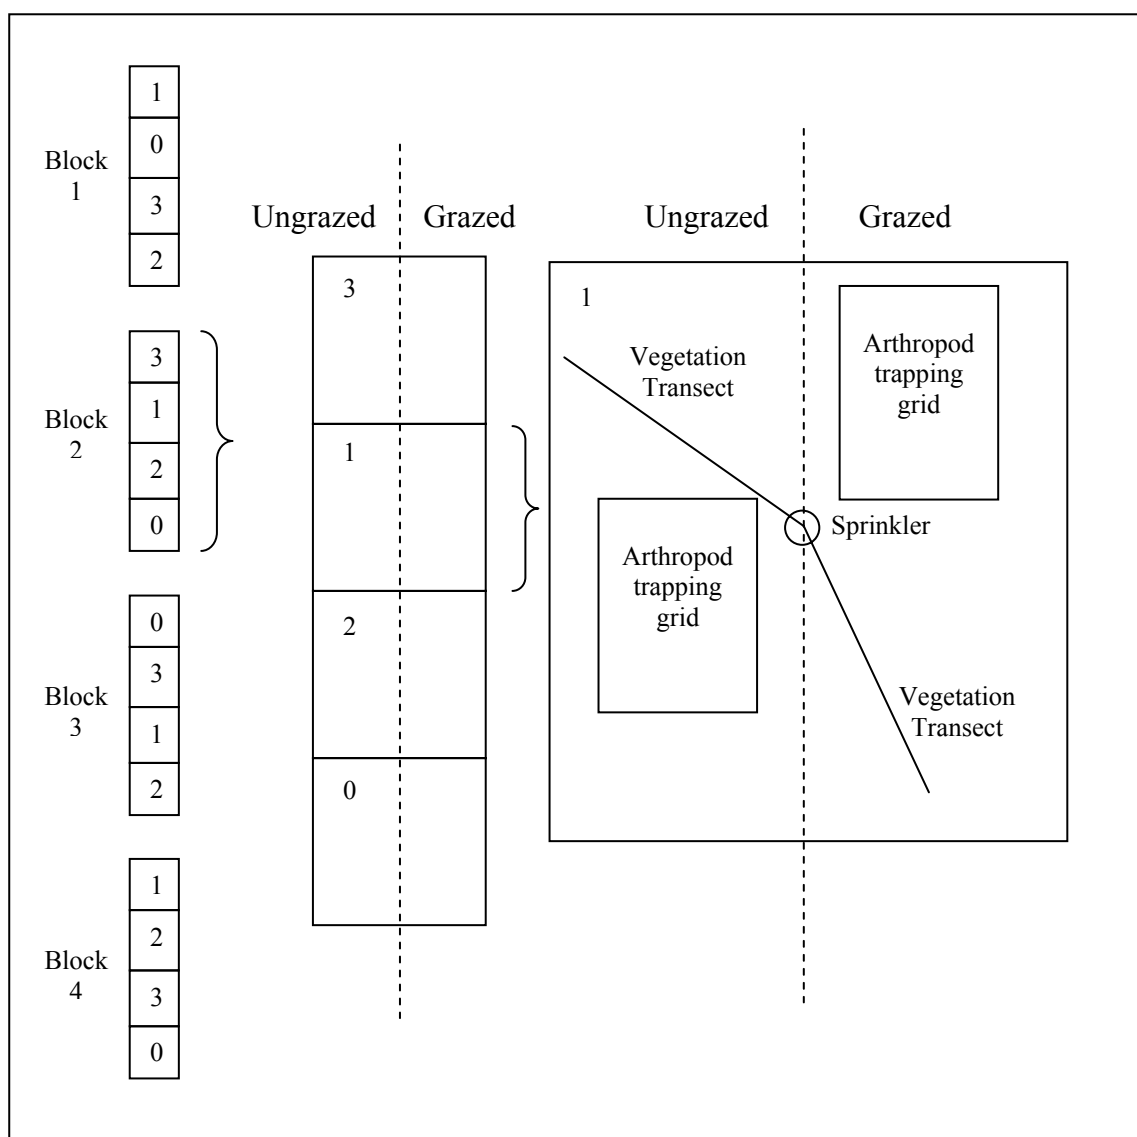 Block
1
1
0
3
2
Block
2
3
1
2
0
Block
3
0
3
1
2
Block
4
1
2
3
0
Ungrazed Grazed
3
1
2
0
Ungrazed Grazed
1
Vegetation
Transect
Arthropod
trapping
grid
Sprinkler
Arthropod
trapping
grid
Vegetation
Transect